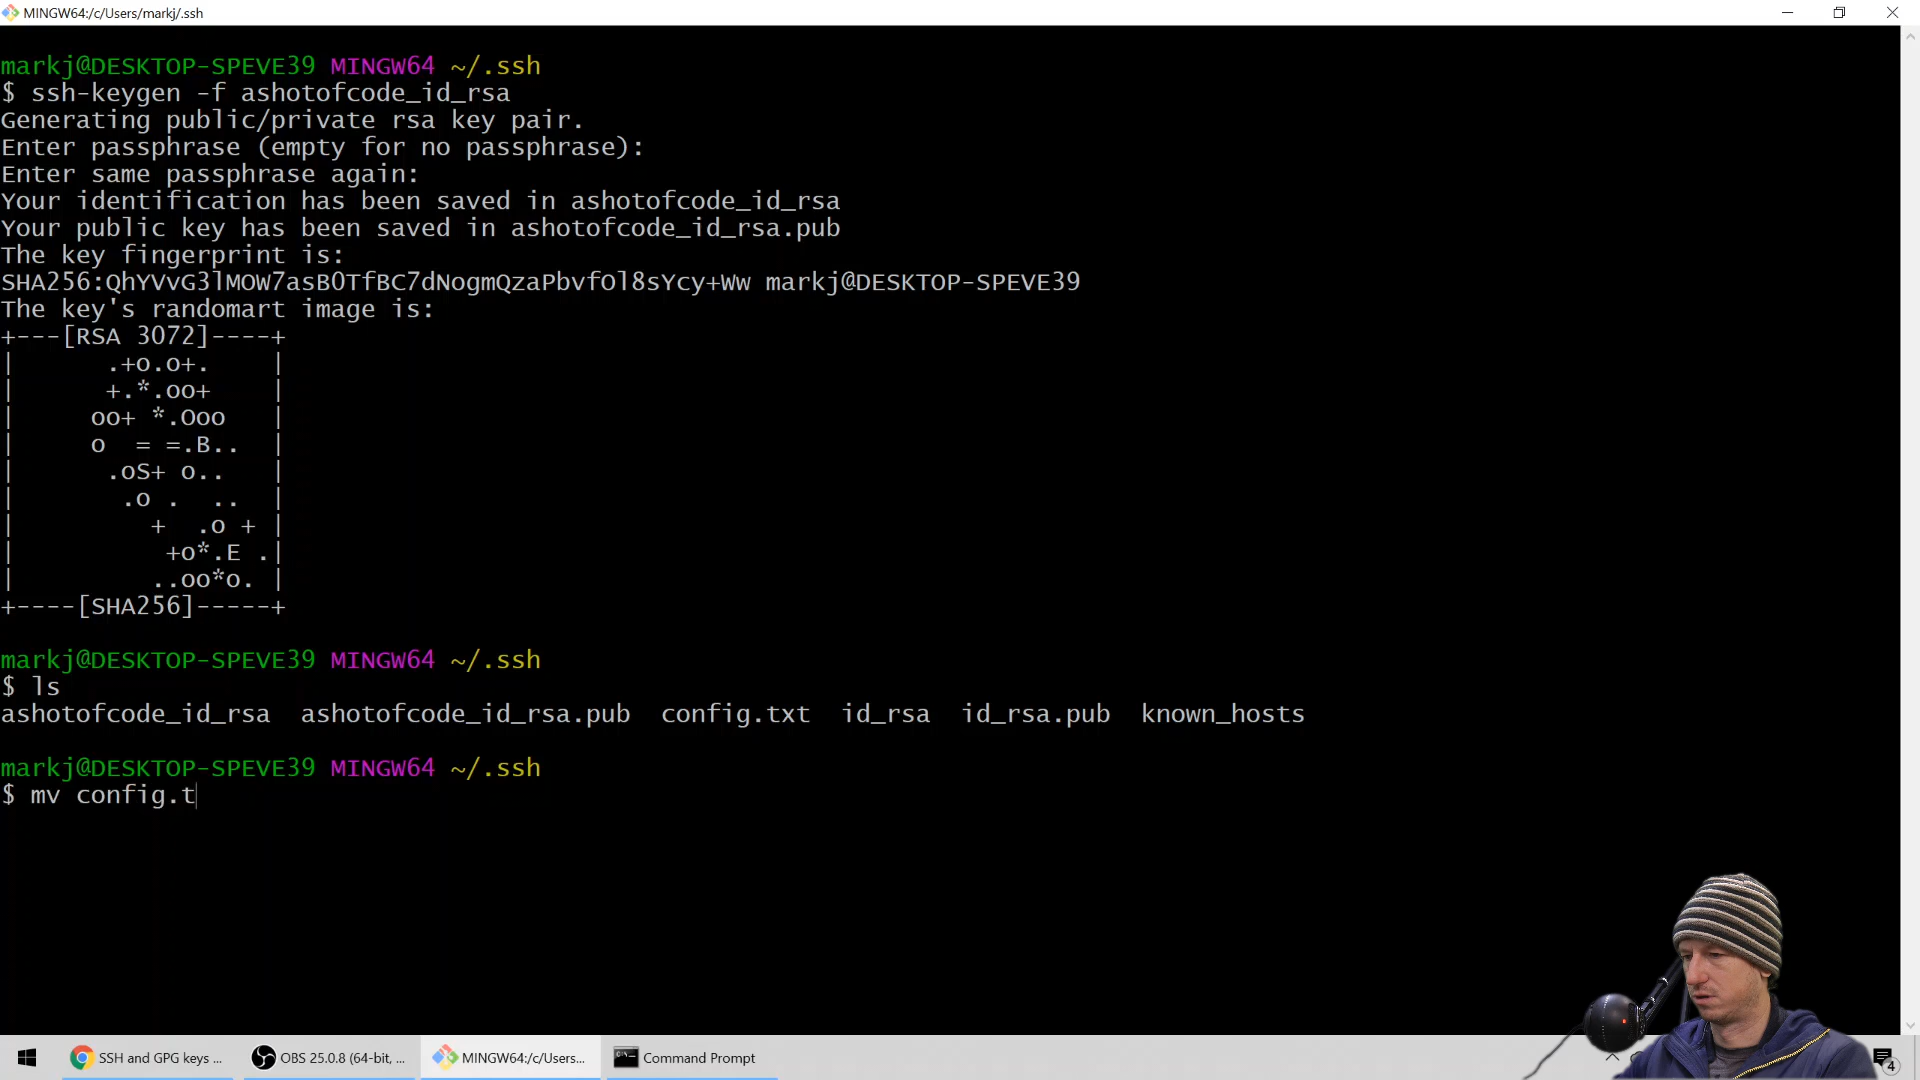 MINGW64:/c/Users/markj/.ssh
markj@DESKTOP-SPEVE39 MINGW64 ~/.ssh
$ ssh-keygen -f ashotofcode_id_rsa
Generating public/private rsa key pair.
Enter passphrase (empty for no passphrase):
Enter same passphrase again:
Your identification has been saved in ashotofcode_id_rsa
Your public key has been saved in ashotofcode_id_rsa.pub
The key fingerprint is:
SHA256:QhYVvG3lMOW7asBOTfBC7dNogmQzaPbvfOl8sYcy+Ww markj@DESKTOP-SPEVE39
The key's randomart image is:
+---[RSA 3072]----+
|      .+o.o+.    |
|      +.*.oo+    |
|     oo+ *.Ooo   |
|     o  = =.B..  |
|      .oS+ o..   |
|       .o .  ..  |
|         +  .o + |
|          +o*.E .|
|         ..oo*o. |
+----[SHA256]-----+
markj@DESKTOP-SPEVE39 MINGW64 ~/.ssh
$ ls
ashotofcode_id_rsa  ashotofcode_id_rsa.pub  config.txt  id_rsa  id_rsa.pub  known_hosts
markj@DESKTOP-SPEVE39 MINGW64 ~/.ssh
$ mv config.t
SSH and GPG keys ... OBS 25.0.8 (64-bit, ... MINGW64:/c/Users... Command Prompt 4